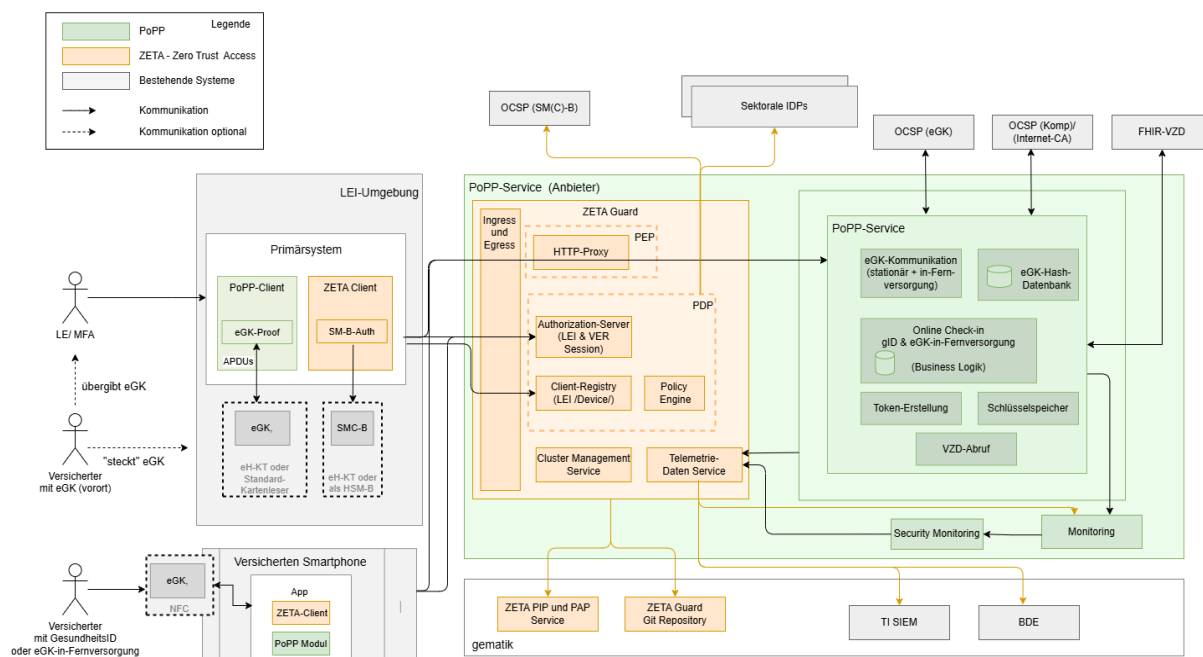 Legende
PoPP
ZETA - Zero Trust Access
Bestehende Systeme
Kommunikation
Kommunikation optional
OCSP (SM(C)-B)
Sektorale IDPs
OCSP (eGK)
OCSP (Komp)/
(Internet-CA)
FHIR-VZD
LEI-Umgebung
Primärsystem
PoPP-Client
eGK-Proof
APDUs
ZETA Client
SM-B-Auth
eGK,
eH-KT oder
Standard-
Kartenleser
SMC-B
eH-KT oder
als HSM-B
LE/ MFA
übergibt eGK
"steckt" eGK
Versicherter
mit eGK (vorort)
PoPP-Service (Anbieter)
ZETA Guard
Ingress
und
Egress
PEP
HTTP-Proxy
PDP
Authorization-Server
(LEI & VER
Session)
Client-Registry
(LEI /Device/)
Policy
Engine
Cluster Management
Service
Telemetrie-
Daten Service
PoPP-Service
eGK-Kommunikation
(stationär + in-Fern-
versorgung)
eGK-Hash-
Datenbank
Online Check-in
gID & eGK-in-Fernversorgung
(Business Logik)
Token-Erstellung
Schlüsselspeicher
VZD-Abruf
Security Monitoring
Monitoring
Versicherter
mit GesundheitsID
oder eGK-in-Fernversorgung
eGK,
NFC
Versicherten Smartphone
App
ZETA-Client
PoPP Modul
ZETA PIP und PAP
Service
ZETA Guard
Git Repository
TI SIEM
BDE
gematik